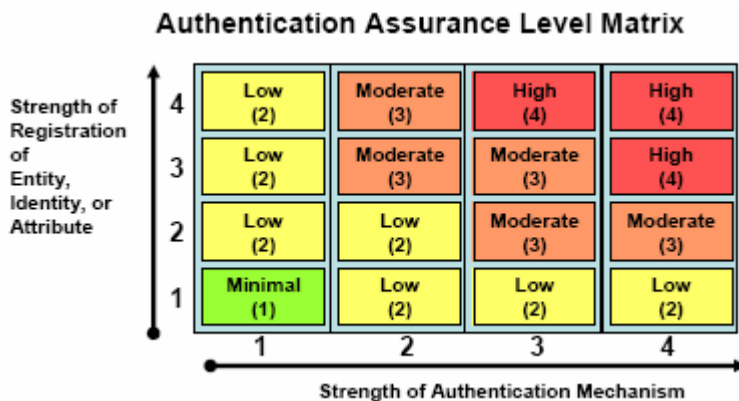 Authentication Assurance Level Matrix
Strength of
Registration
of
Entity,
Identity, or
Attribute
4
Low
(2)
Moderate
(3)
High
(4)
High
(4)
3
Low
(2)
Moderate
(3)
Moderate
(3)
High
(4)
2
Low
(2)
Low
(2)
Moderate
(3)
Moderate
(3)
1
Minimal
(1)
Low
(2)
Low
(2)
Low
(2)
1 2 3 4
Strength of Authentication Mechanism